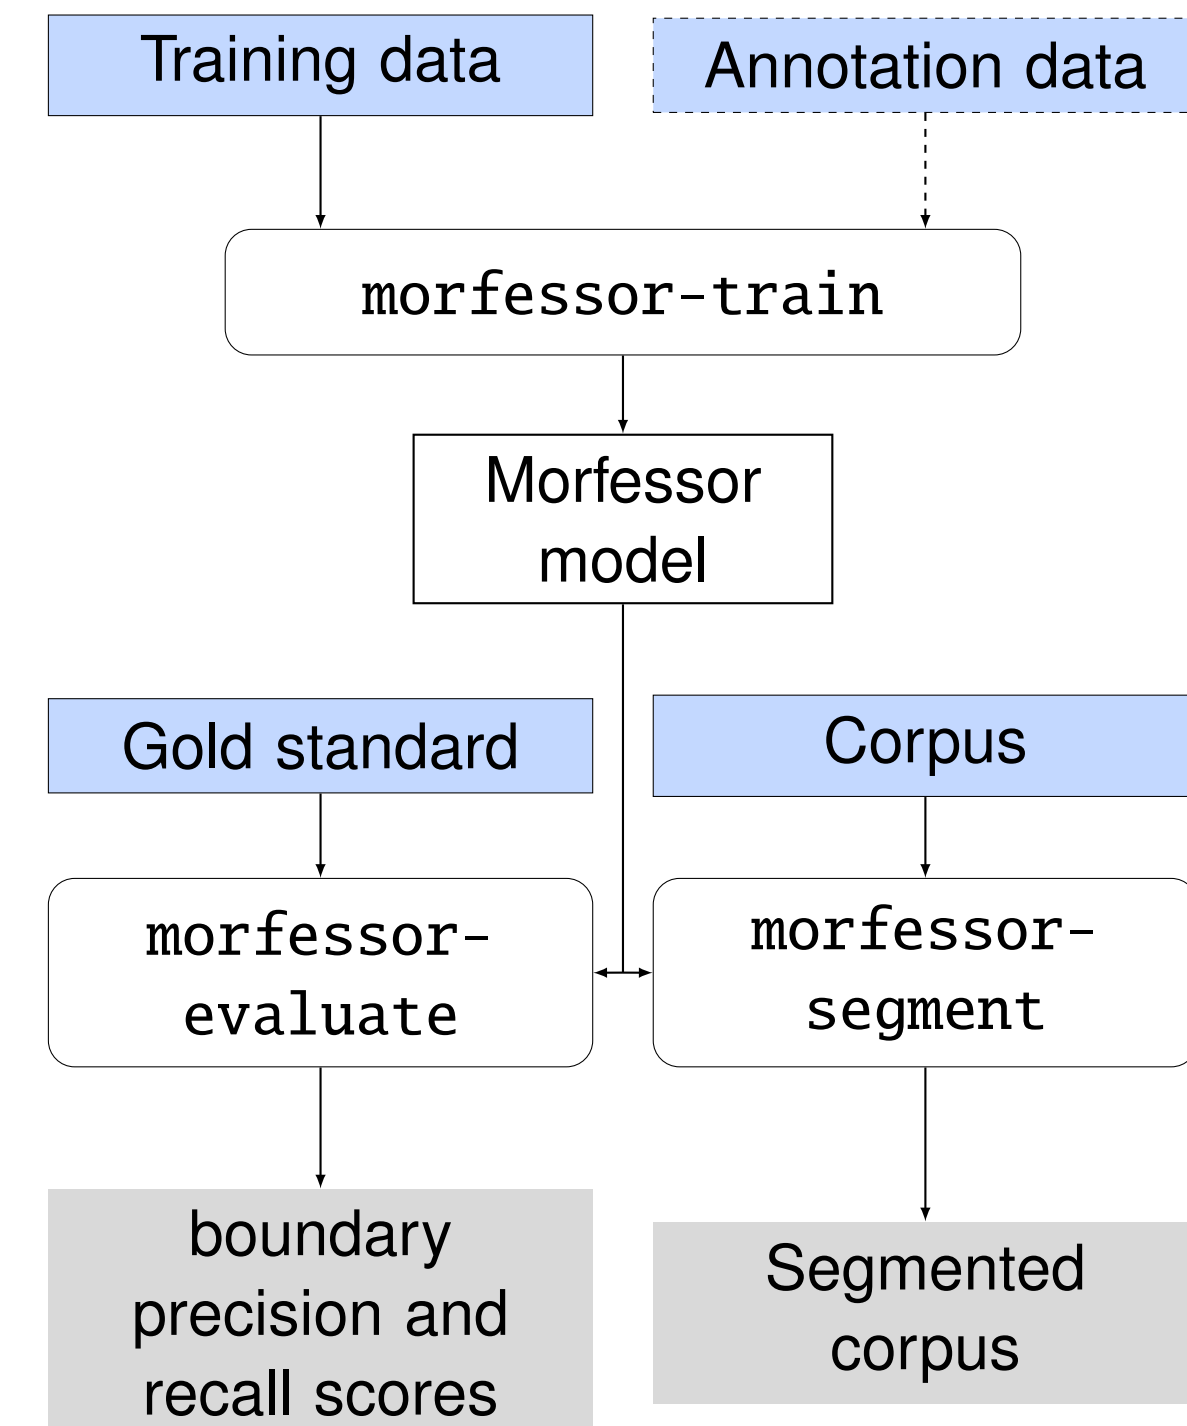 Training data
Annotation data
morfessor-train
Morfessor
model
Gold standard
Corpus
morfessor-
evaluate
morfessor-
segment
boundary
precision and
recall scores
Segmented
corpus